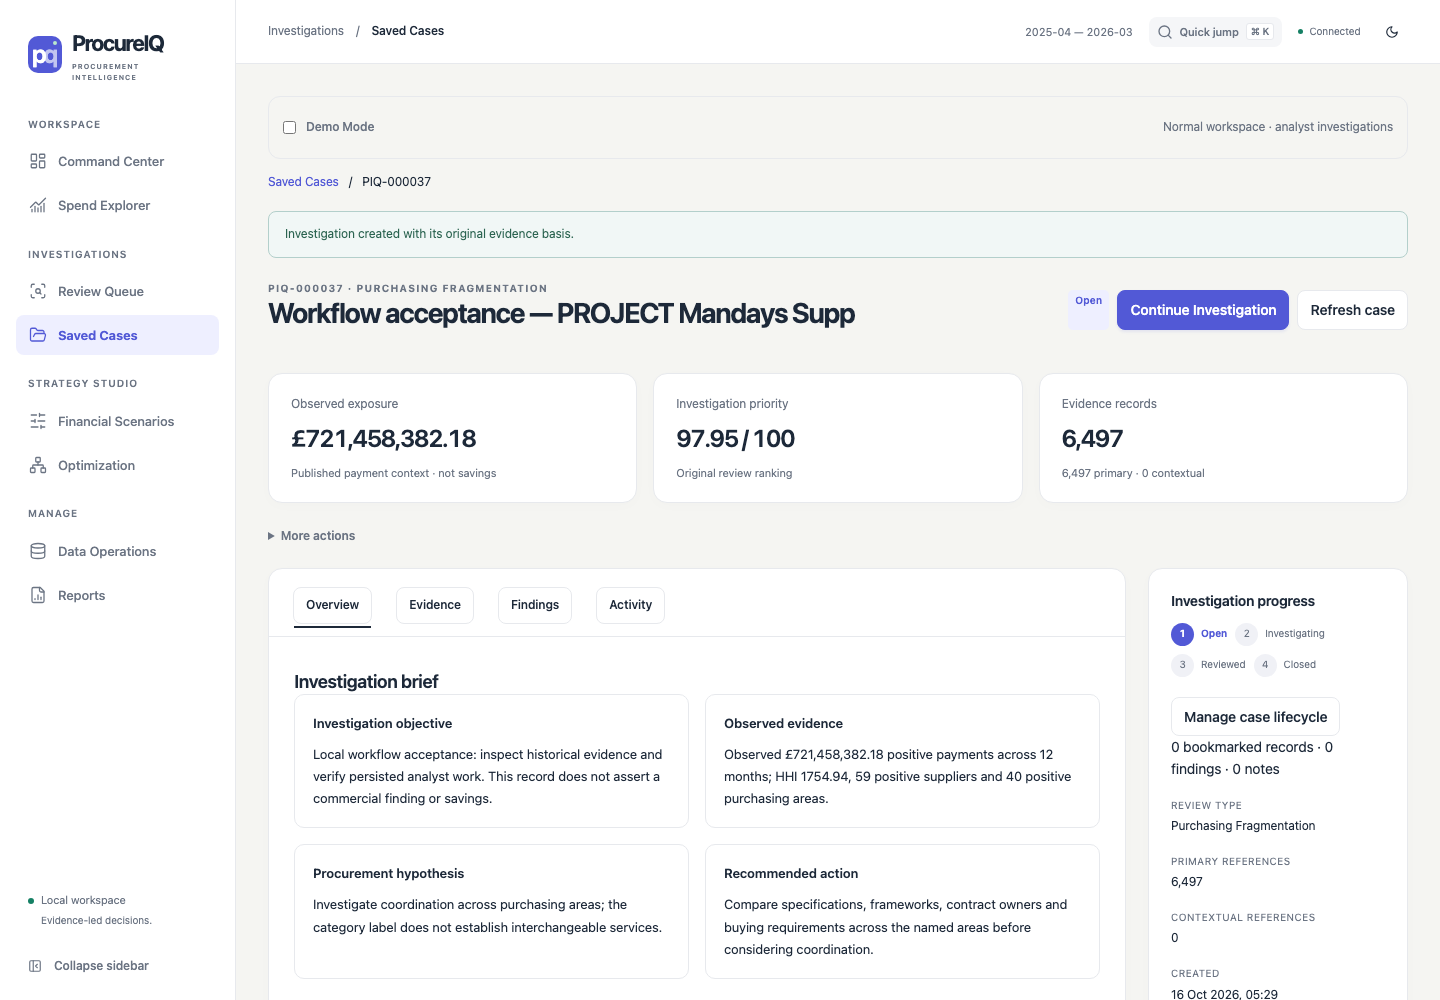 pq
ProcureIQ
PROCUREMENT
INTELLIGENCE
WORKSPACE
Command Center
Spend Explorer
INVESTIGATIONS
Review Queue
Saved Cases
STRATEGY STUDIO
Financial Scenarios
Optimization
MANAGE
Data Operations
Reports
Local workspace
Evidence-led decisions.
Collapse sidebar
Investigations / Saved Cases
2025-04 — 2026-03
Quick jump ⌘ K
Connected
Demo Mode
Normal workspace · analyst investigations
Saved Cases / PIQ-000037
Investigation created with its original evidence basis.
PIQ-000037 · PURCHASING FRAGMENTATION
Workflow acceptance — PROJECT Mandays Supp
Open
Continue Investigation
Refresh case
Observed exposure
£721,458,382.18
Published payment context · not savings
Investigation priority
97.95 / 100
Original review ranking
Evidence records
6,497
6,497 primary · 0 contextual
More actions
Overview
Evidence
Findings
Activity
Investigation brief
Investigation objective
Local workflow acceptance: inspect historical evidence and
verify persisted analyst work. This record does not assert a
commercial finding or savings.
Observed evidence
Observed £721,458,382.18 positive payments across 12
months; HHI 1754.94, 59 positive suppliers and 40 positive
purchasing areas.
Procurement hypothesis
Investigate coordination across purchasing areas; the
category label does not establish interchangeable services.
Recommended action
Compare specifications, frameworks, contract owners and
buying requirements across the named areas before
considering coordination.
Investigation progress
1 Open 2 Investigating
3 Reviewed 4 Closed
Manage case lifecycle
0 bookmarked records · 0
findings · 0 notes
REVIEW TYPE
Purchasing Fragmentation
PRIMARY REFERENCES
6,497
CONTEXTUAL REFERENCES
0
CREATED
16 Oct 2026, 05:29